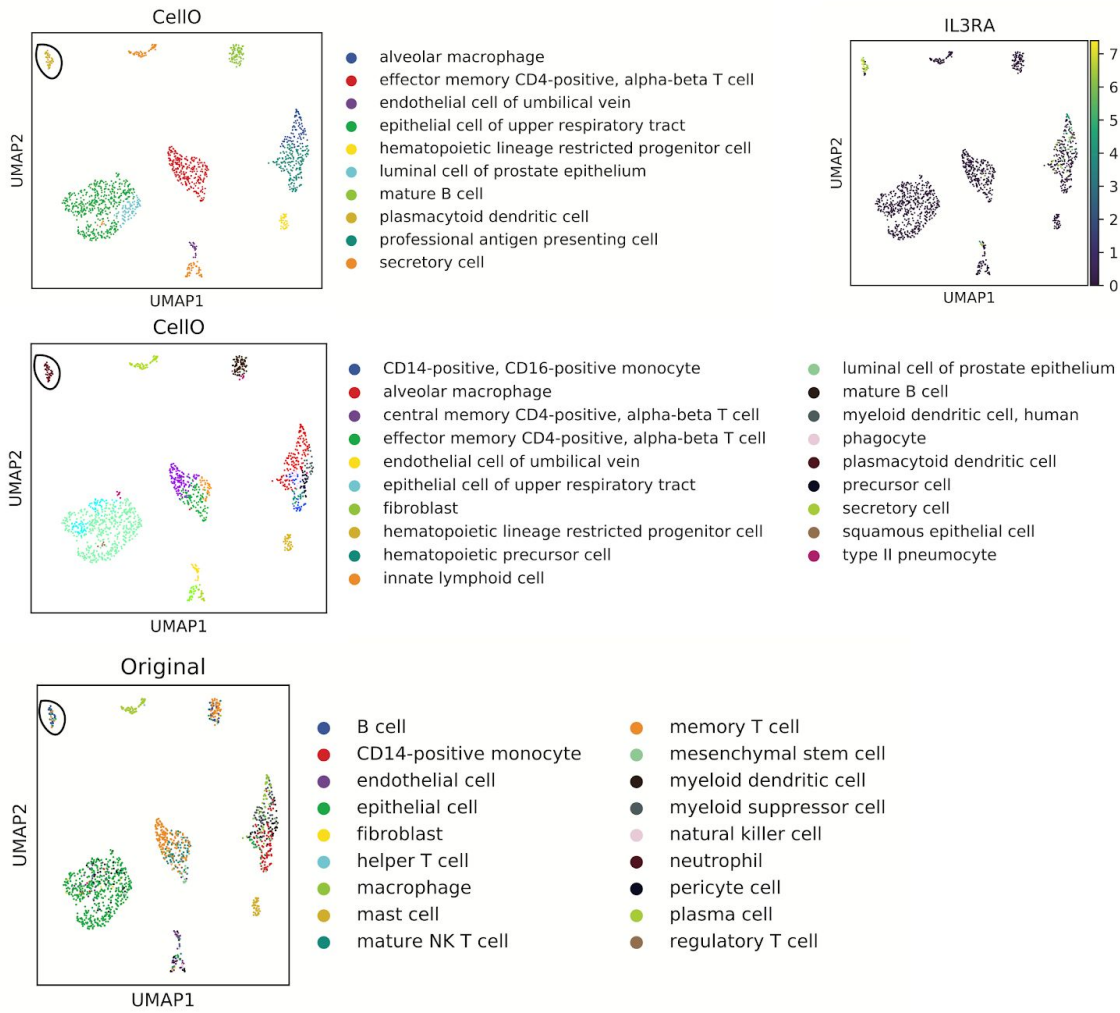 CellO
UMAP2
UMAP1
alveolar macrophage
effector memory CD4-positive, alpha-beta T cell
endothelial cell of umbilical vein
epithelial cell of upper respiratory tract
hematopoietic lineage restricted progenitor cell
luminal cell of prostate epithelium
mature B cell
plasmacytoid dendritic cell
professional antigen presenting cell
secretory cell
IL3RA
UMAP2
UMAP1
7
6
5
4
3
2
1
0
CellO
UMAP2
UMAP1
CD14-positive, CD16-positive monocyte
alveolar macrophage
central memory CD4-positive, alpha-beta T cell
effector memory CD4-positive, alpha-beta T cell
endothelial cell of umbilical vein
epithelial cell of upper respiratory tract
fibroblast
hematopoietic lineage restricted progenitor cell
hematopoietic precursor cell
innate lymphoid cell
luminal cell of prostate epithelium
mature B cell
myeloid dendritic cell, human
phagocyte
plasmacytoid dendritic cell
precursor cell
secretory cell
squamous epithelial cell
type II pneumocyte
Original
UMAP2
UMAP1
B cell
CD14-positive monocyte
endothelial cell
epithelial cell
fibroblast
helper T cell
macrophage
mast cell
mature NK T cell
memory T cell
mesenchymal stem cell
myeloid dendritic cell
myeloid suppressor cell
natural killer cell
neutrophil
pericyte cell
plasma cell
regulatory T cell